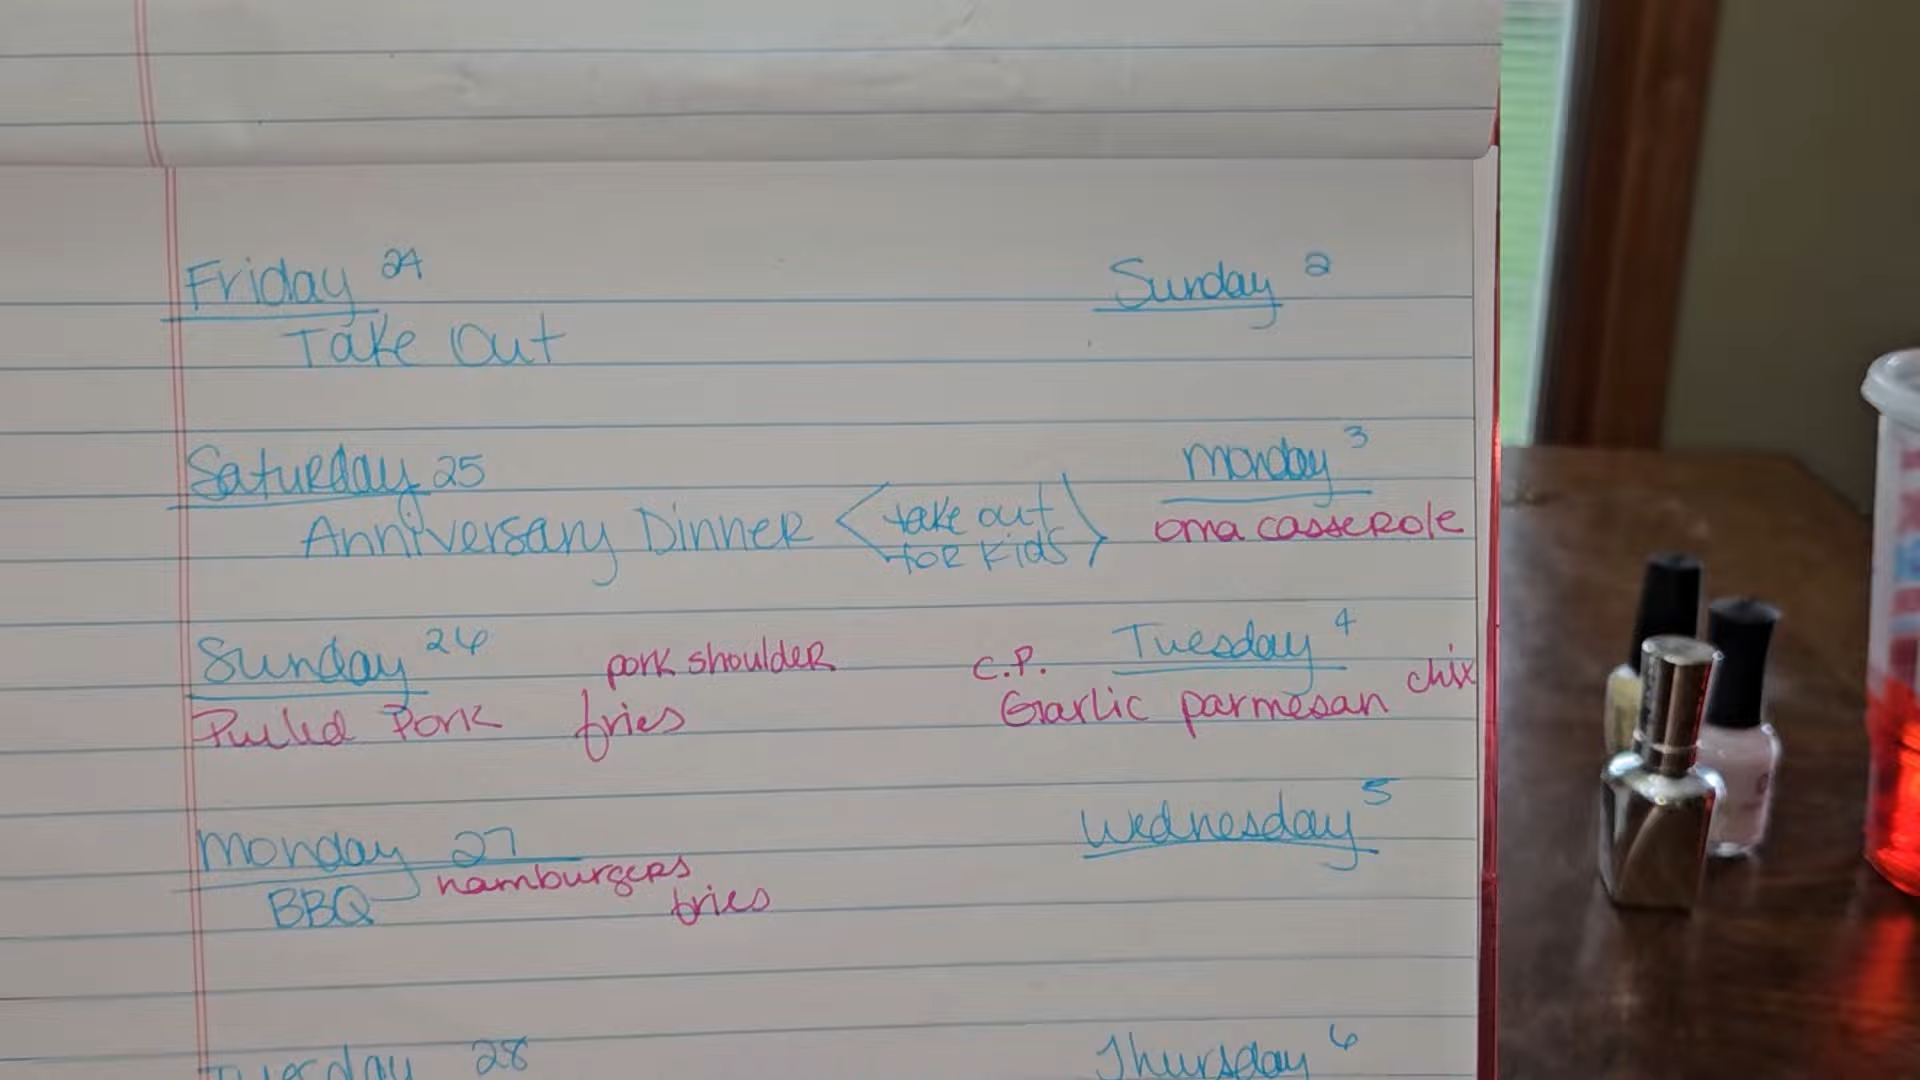 Friday 24
Take Out
Saturday 25
Anniversary Dinner <take out
for kids>
Sunday 26 pork shoulder
Pulled Pork fries
Monday 27
BBQ - hamburgers
fries
Tuesday 28
Sunday 2
Monday 3
oma casserole
C.P. Tuesday 4
Garlic parmesan chix
Wednesday 5
Thursday 6